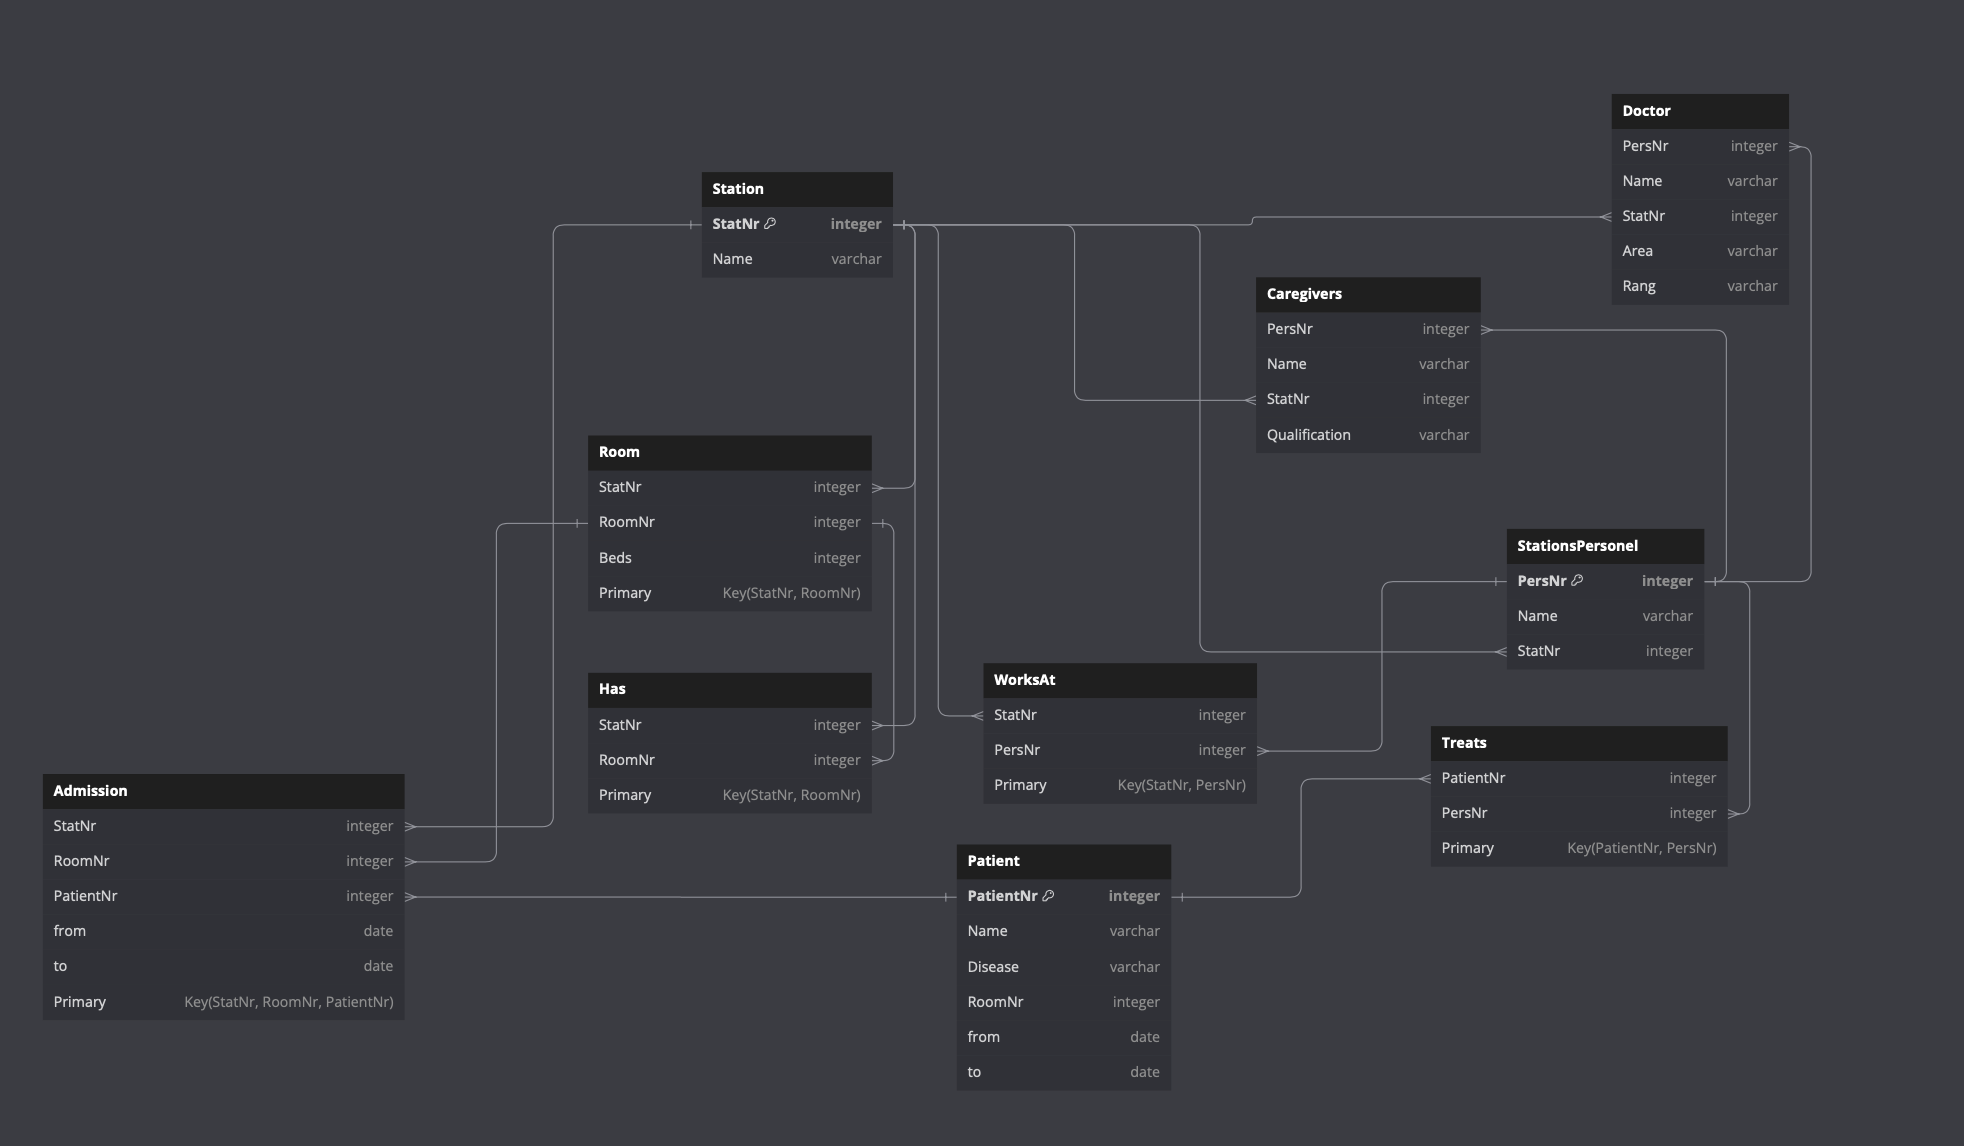 Doctor
PersNr integer
Name varchar
StatNr integer
Area varchar
Rang varchar
Station
StatNr integer
Name varchar
Caregivers
PersNr integer
Name varchar
StatNr integer
Qualification varchar
Room
StatNr integer
RoomNr integer
Beds integer
Primary Key(StatNr, RoomNr)
StationsPersonel
PersNr integer
Name varchar
StatNr integer
Has
StatNr integer
RoomNr integer
Primary Key(StatNr, RoomNr)
WorksAt
StatNr integer
PersNr integer
Primary Key(StatNr, PersNr)
Treats
PatientNr integer
PersNr integer
Primary Key(PatientNr, PersNr)
Admission
StatNr integer
RoomNr integer
PatientNr integer
from date
to date
Primary Key(StatNr, RoomNr, PatientNr)
Patient
PatientNr integer
Name varchar
Disease varchar
RoomNr integer
from date
to date